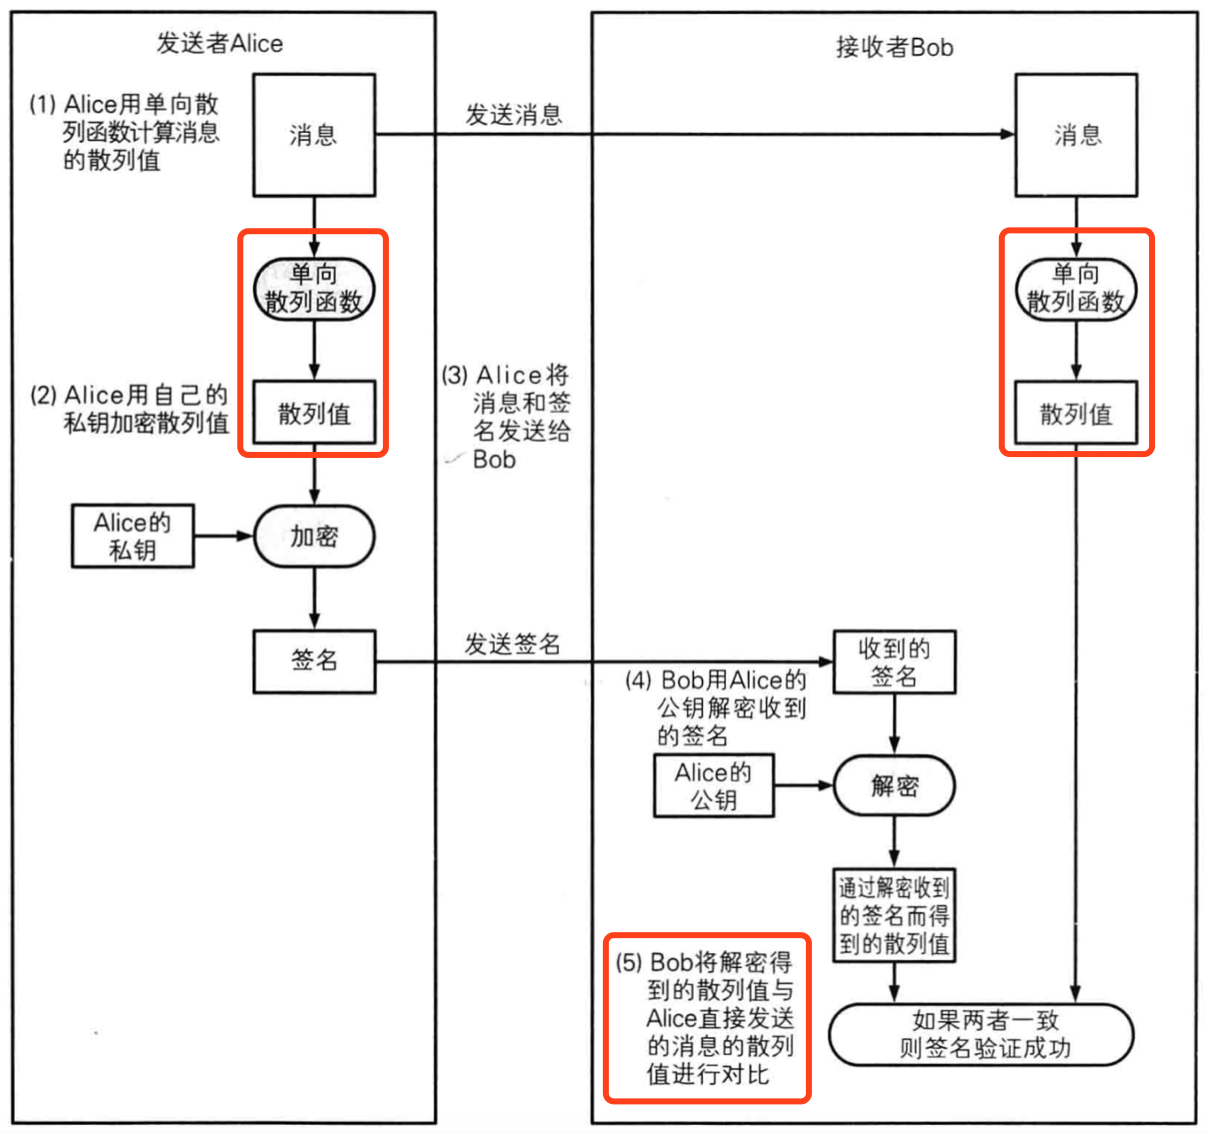 发送者Alice
接收者Bob
(1) Alice用单向散
列函数计算消息
的散列值
消息
发送消息
消息
单向
散列函数
单向
散列函数
(2) Alice用自己的
私钥加密散列值
散列值
(3) Alice将
消息和签
名发送给
Bob
散列值
Alice的
私钥
加密
签名
发送签名
收到的
签名
(4) Bob用Alice的
公钥解密收到
的签名
Alice的
公钥
解密
通过解密收到
的签名而得
到的散列值
(5) Bob将解密得
到的散列值与
Alice直接发送
的消息的散列
值进行对比
如果两者一致
则签名验证成功